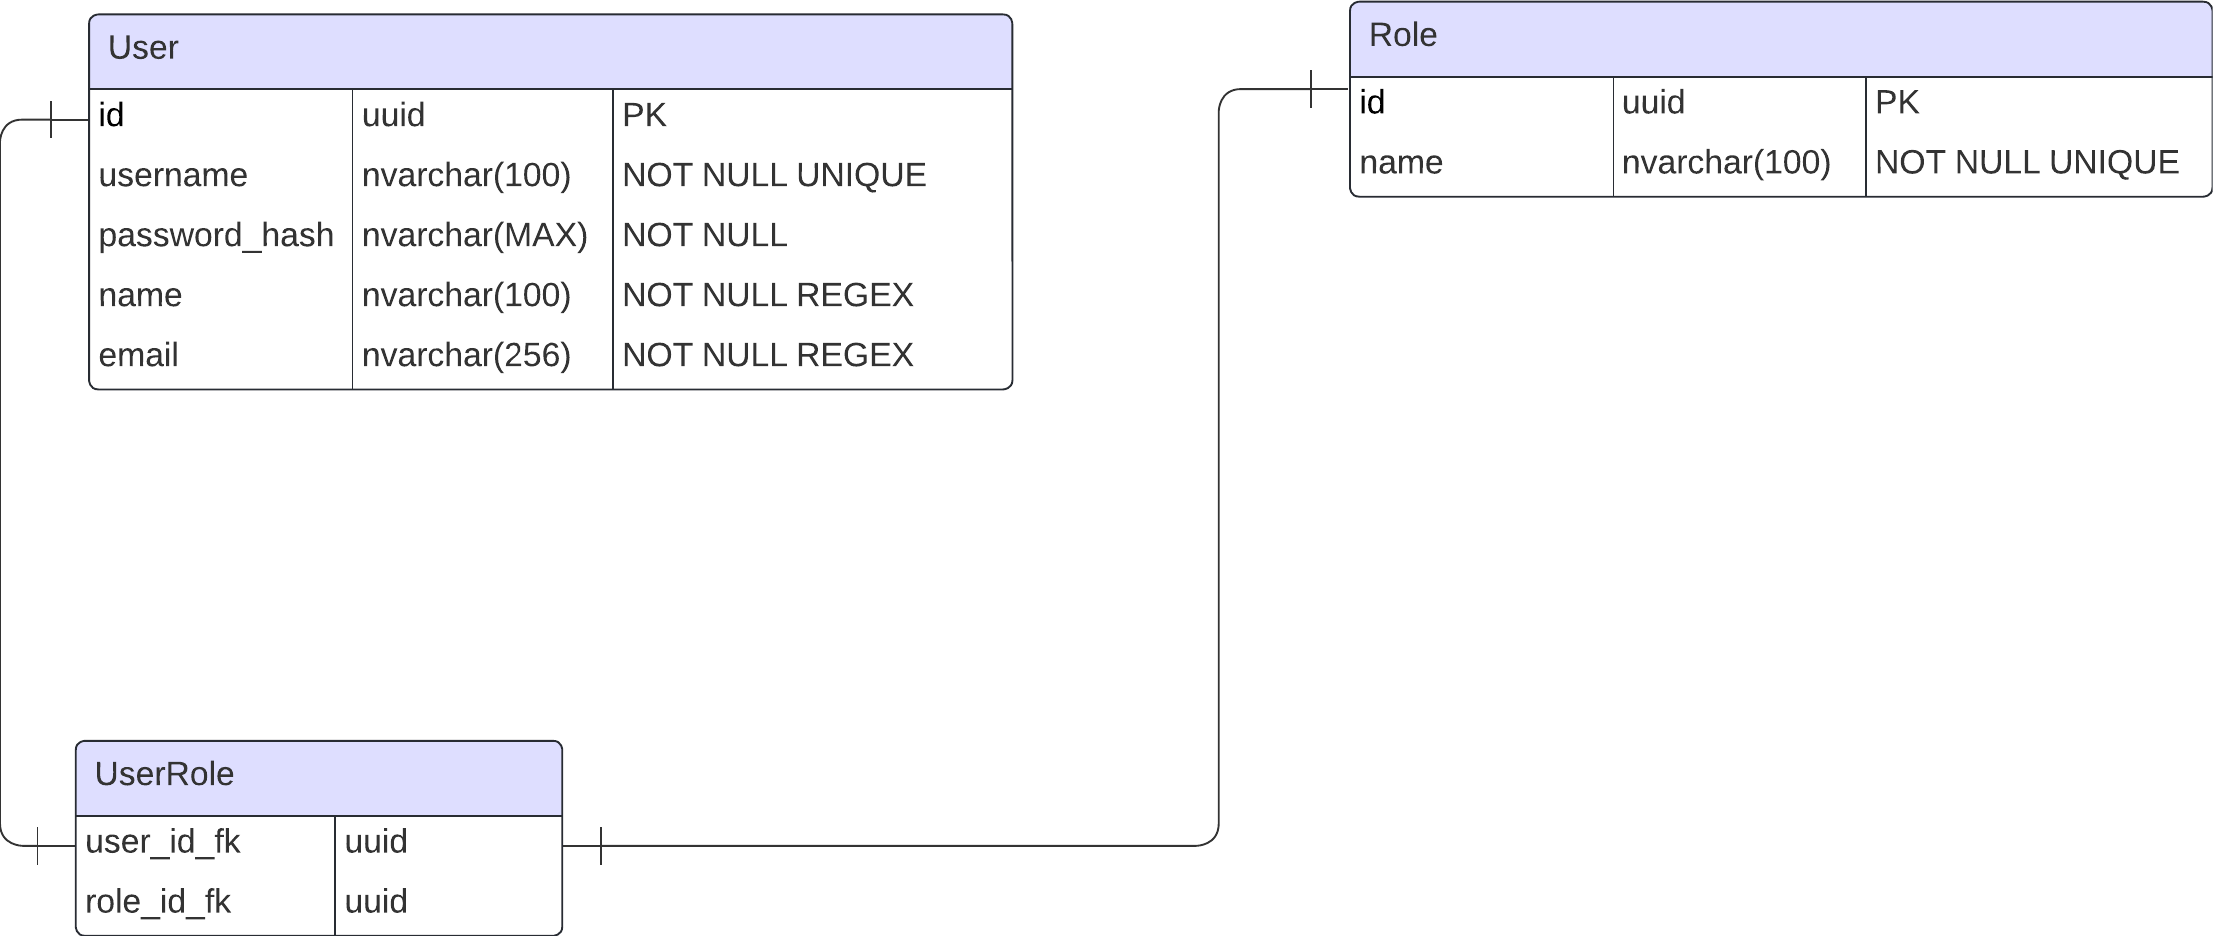 User
id uuid PK
username nvarchar(100) NOT NULL UNIQUE
password_hash nvarchar(MAX) NOT NULL
name nvarchar(100) NOT NULL REGEX
email nvarchar(256) NOT NULL REGEX
Role
id uuid PK
name nvarchar(100) NOT NULL UNIQUE
UserRole
user_id_fk uuid
role_id_fk uuid